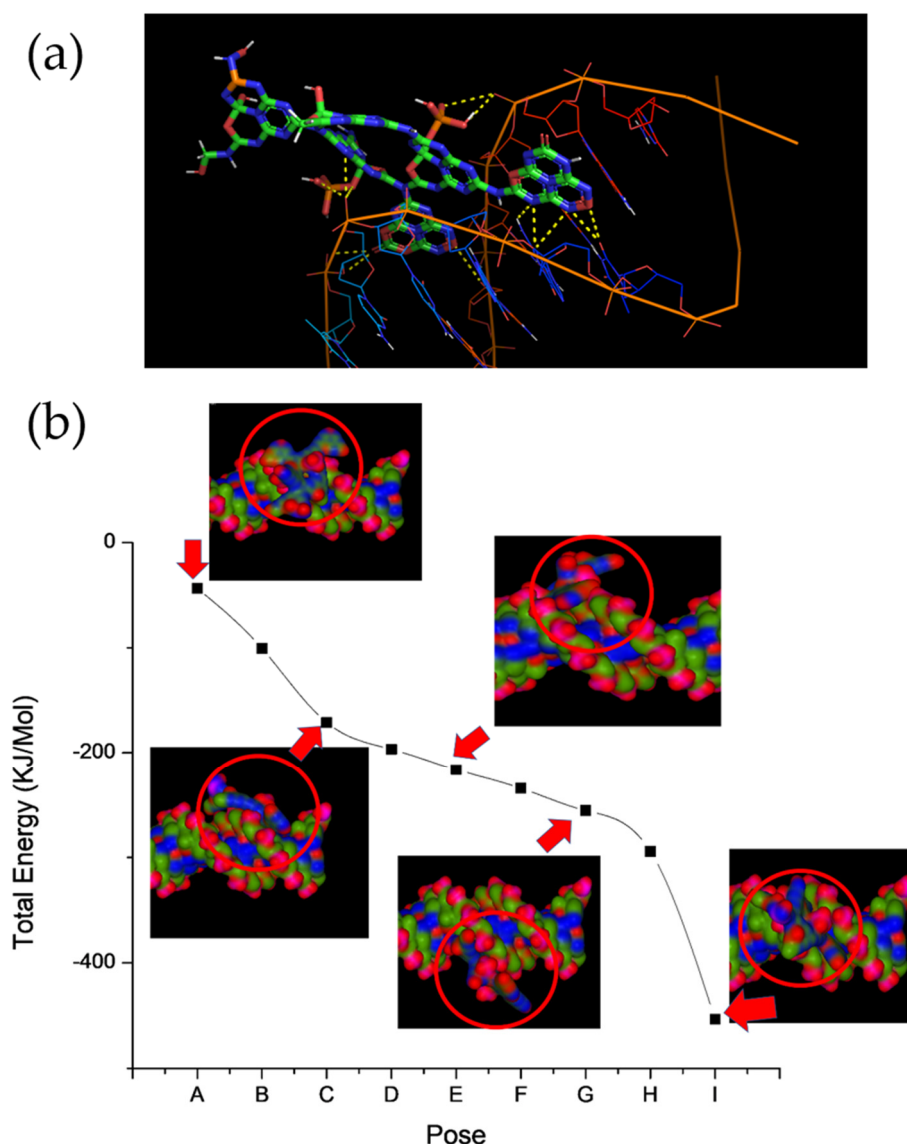 (a)
(b)
0
-200
-400
Total Energy (KJ/Mol)
A B C D E F G H I
Pose